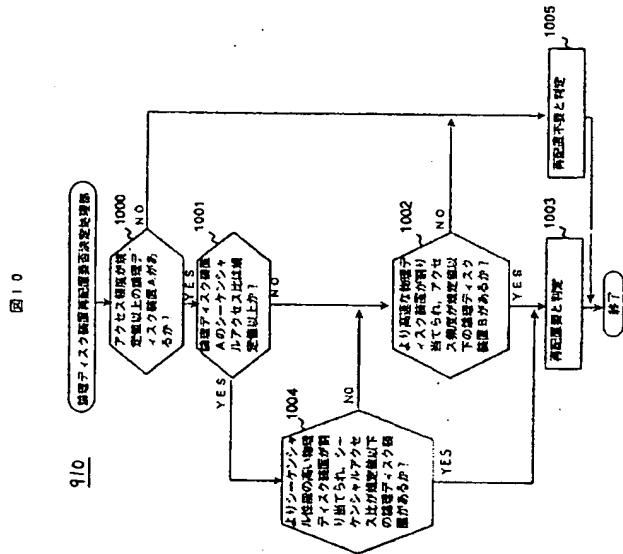 図10
910
論理ディスク装置再配置要否決定処理部
1000
アクセス頻度が規
定値以上の論理デ
ィスク装置Aがあ
るか?
NO
YES
1001
論理ディスク装置
Aのシーケンシャ
ルアクセス比は規
定値以上か?
YES
NO
1004
よりシーケンシャ
ル性能の高い物理
ディスク装置が割
り当てられ、シー
ケンシャルアクセ
ス比が規定値以下
の論理ディスク装
置があるか?
NO
YES
1002
より高速な物理デ
ィスク装置が割り
当てられ、アクセ
ス頻度が規定値以
下の論理ディスク
装置Bがあるか?
NO
YES
1003
再配置要と判定
1005
再配置不要と判定
終了